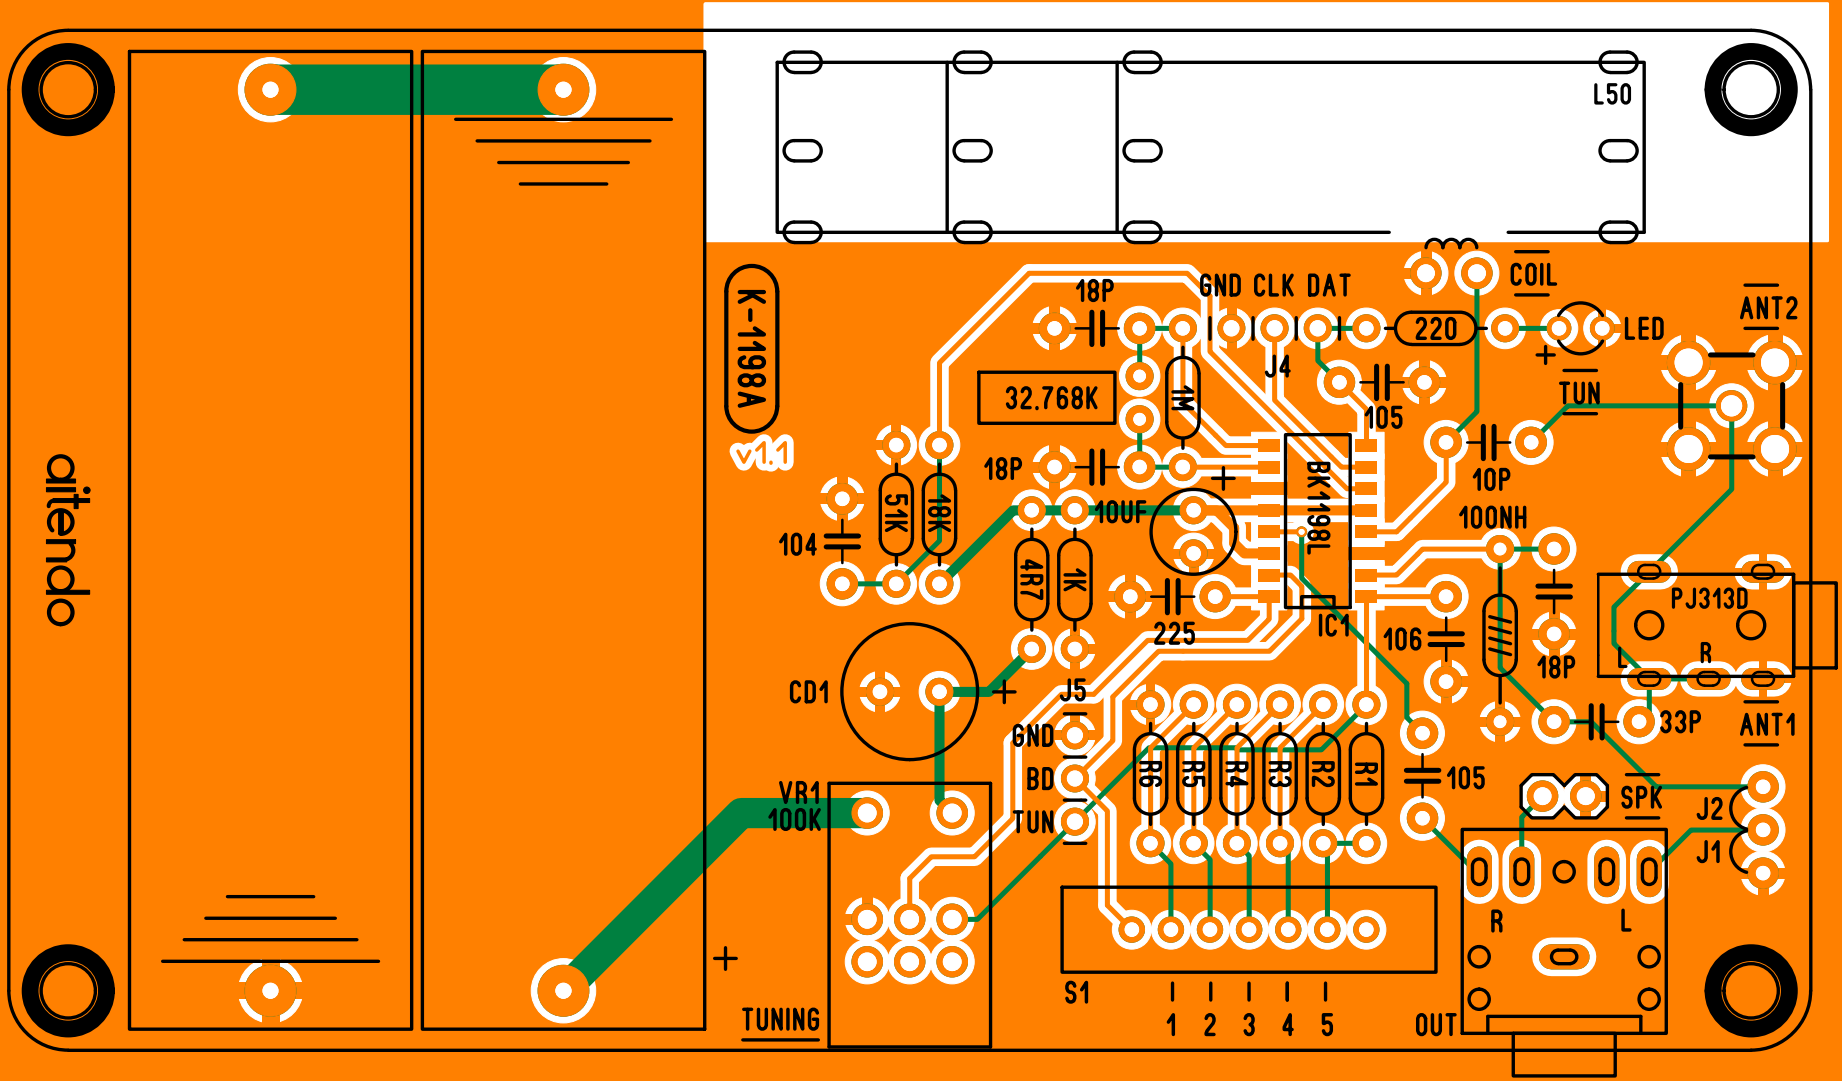 L50
GND CLK DAT
COIL
18P
ANT2
K-1198A
220
LED
J4
TUN
32.768K
1M
105
v1.1
18P
BK1198L
10P
10UF
100NH
51K
18K
aitendo
104
4R7
1K
PJ313D
225
IC1
106
18P
L
R
CD1
J5
33P
ANT1
GND
BD
R6
R5
R4
R3
R2
R1
105
VR1
100K
TUN
SPK
J2
J1
R
L
S1
1
2
3
4
5
TUNING
OUT